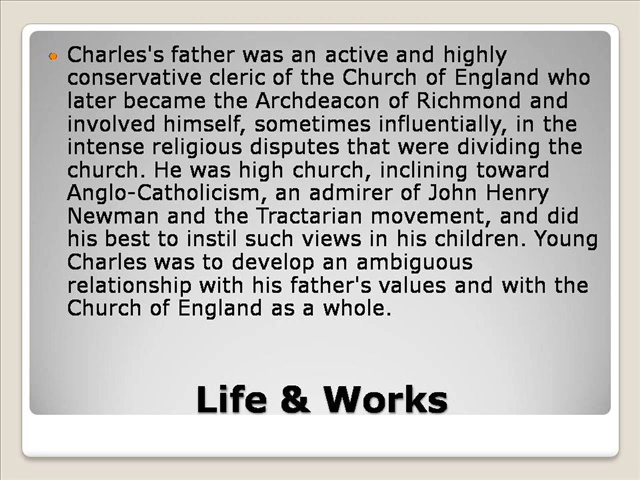 Charles's father was an active and highly
conservative cleric of the Church of England who
later became the Archdeacon of Richmond and
involved himself, sometimes influentially, in the
intense religious disputes that were dividing the
church. He was high church, inclining toward
Anglo-Catholicism, an admirer of John Henry
Newman and the Tractarian movement, and did
his best to instil such views in his children. Young
Charles was to develop an ambiguous
relationship with his father's values and with the
Church of England as a whole.
Life & Works